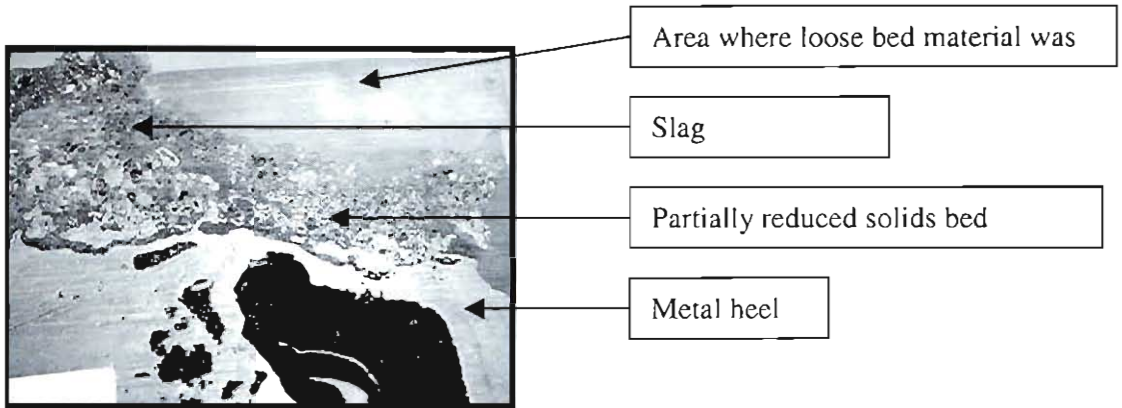 Area where loose bed material was
Slag
Partially reduced solids bed
Metal heel